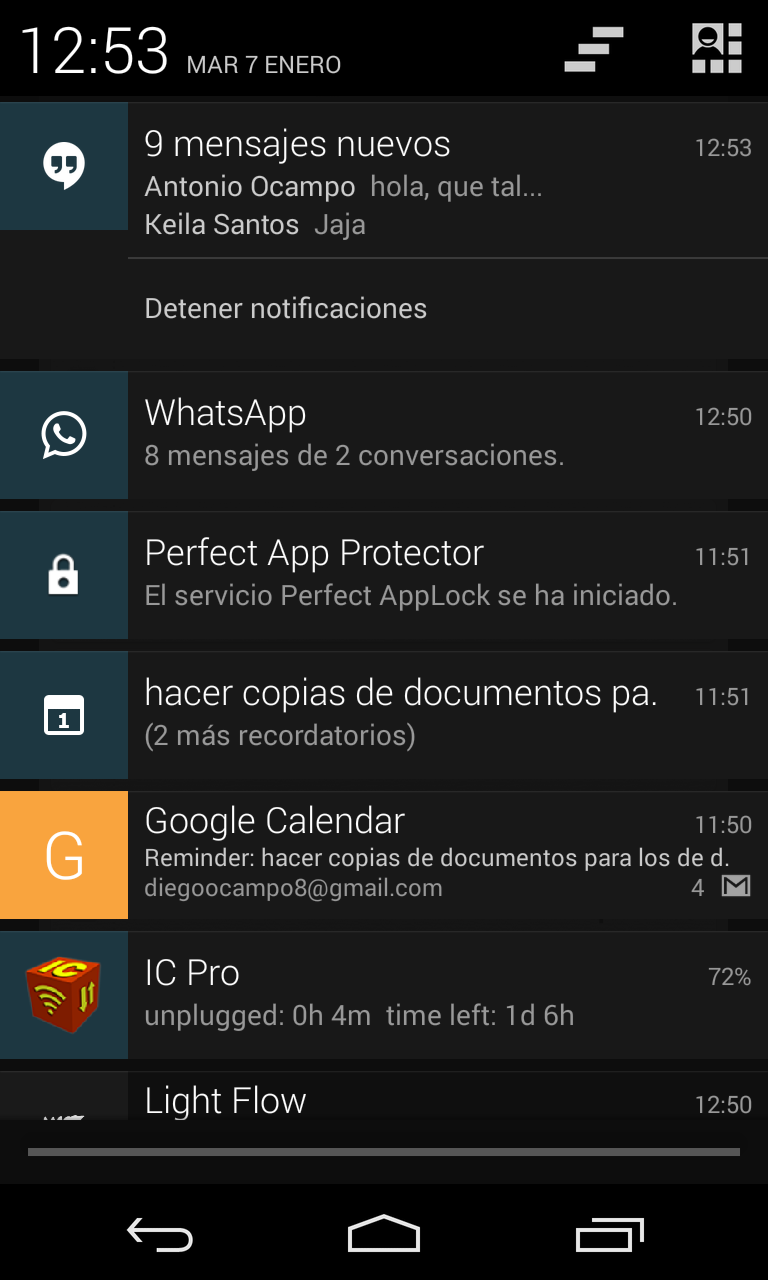 12:53 MAR 7 ENERO
9 mensajes nuevos 12:53
Antonio Ocampo hola, que tal...
Keila Santos Jaja
Detener notificaciones
WhatsApp 12:50
8 mensajes de 2 conversaciones.
Perfect App Protector 11:51
El servicio Perfect AppLock se ha iniciado.
1
hacer copias de documentos pa. 11:51
(2 más recordatorios)
G
Google Calendar 11:50
Reminder: hacer copias de documentos para los de d.
diegoocampo8@gmail.com 4
IC
IC Pro 72%
unplugged: 0h 4m time left: 1d 6h
Light Flow 12:50